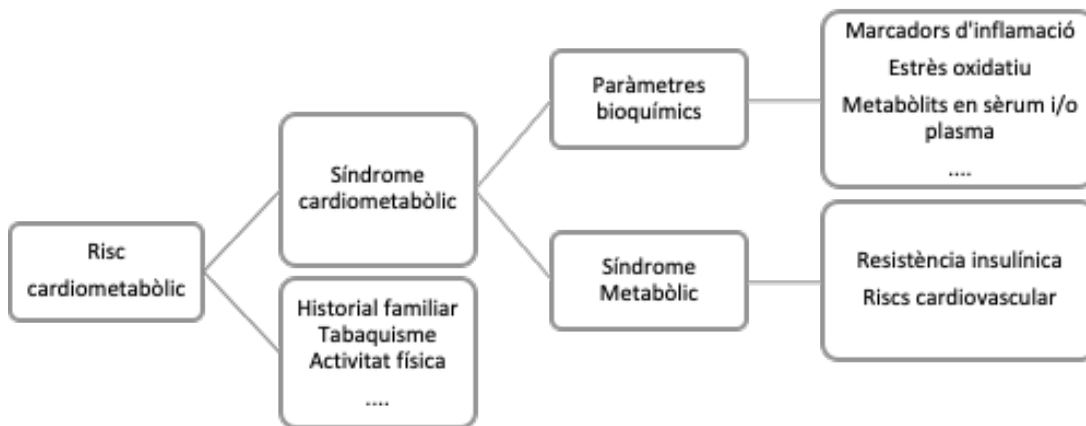 Risc
cardiometabòlic
Síndrome
cardiometabòlic
Historial familiar
Tabaquisme
Activitat física
....
Paràmetres
bioquímics
Síndrome
Metabòlic
Marcadors d'inflamació
Estrès oxidatiu
Metabòlits en sèrum i/o
plasma
....
Resistència insulínica
Riscs cardiovascular